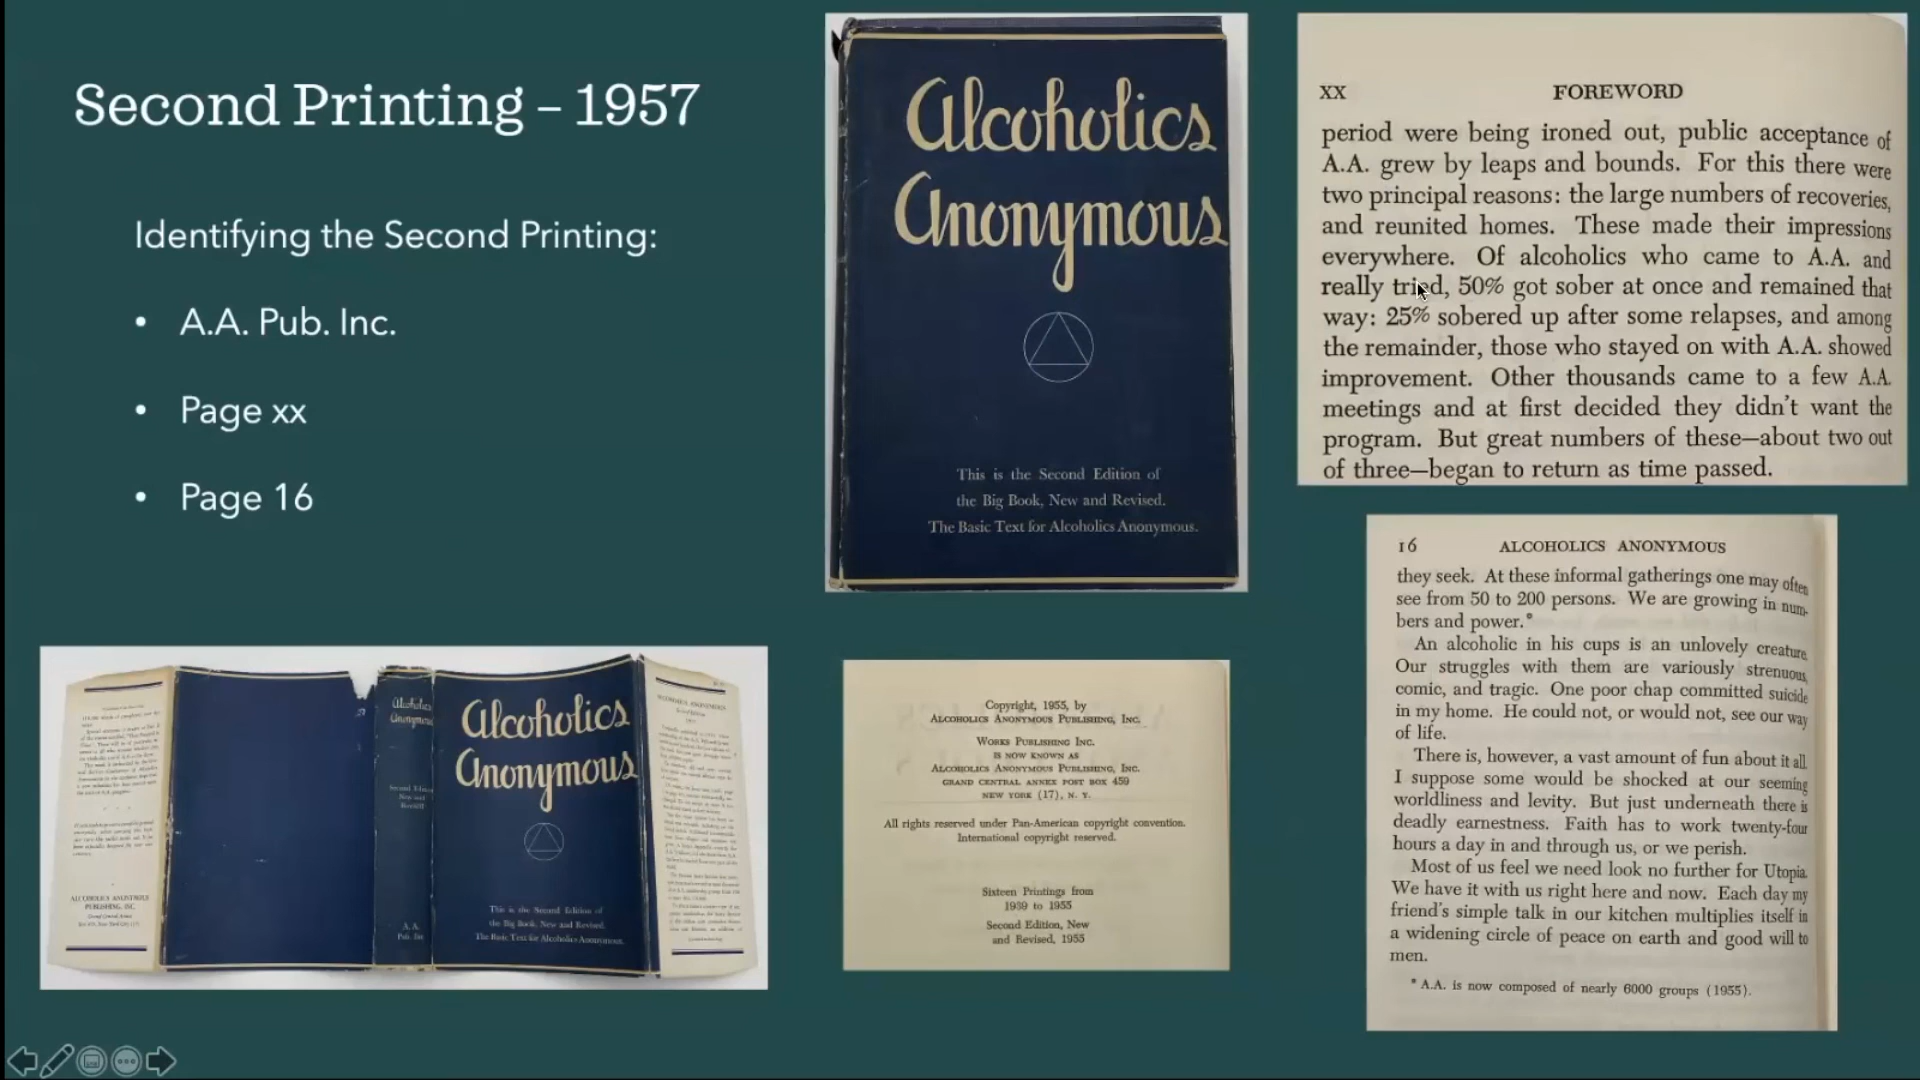 Second Printing – 1957
Identifying the Second Printing:
• A.A. Pub. Inc.
• Page xx
• Page 16
Alcoholics
Anonymous
This is the Second Edition of
the Big Book, New and Revised.
The Basic Text for Alcoholics Anonymous.
xx FOREWORD
period were being ironed out, public acceptance of
A.A. grew by leaps and bounds. For this there were
two principal reasons: the large numbers of recoveries,
and reunited homes. These made their impressions
everywhere. Of alcoholics who came to A.A. and
really tried, 50% got sober at once and remained that
way: 25% sobered up after some relapses, and among
the remainder, those who stayed on with A.A. showed
improvement. Other thousands came to a few A.A.
meetings and at first decided they didn't want the
program. But great numbers of these—about two out
of three—began to return as time passed.
16 ALCOHOLICS ANONYMOUS
they seek. At these informal gatherings one may often
see from 50 to 200 persons. We are growing in num-
bers and power.*
An alcoholic in his cups is an unlovely creature.
Our struggles with them are variously strenuous,
comic, and tragic. One poor chap committed suicide
in my home. He could not, or would not, see our way
of life.
There is, however, a vast amount of fun about it all.
I suppose some would be shocked at our seeming
worldliness and levity. But just underneath there is
deadly earnestness. Faith has to work twenty-four
hours a day in and through us, or we perish.
Most of us feel we need look no further for Utopia.
We have it with us right here and now. Each day my
friend's simple talk in our kitchen multiplies itself in
a widening circle of peace on earth and good will to
men.
* A.A. is now composed of nearly 6000 groups (1955).
ALCOHOLICS ANONYMOUS
PUBLISHING, INC.
Alcoholics
Anonymous
Second Edition
New and
Revised
A. A.
Pub. Inc
Alcoholics
Anonymous
This is the Second Edition of
the Big Book, New and Revised.
The Basic Text for Alcoholics Anonymous.
Copyright, 1955, by
ALCOHOLICS ANONYMOUS PUBLISHING, INC.
WORKS PUBLISHING INC.
IS NOW KNOWN AS
ALCOHOLICS ANONYMOUS PUBLISHING, INC.
GRAND CENTRAL ANNEX POST BOX 459
NEW YORK (17), N. Y.
All rights reserved under Pan-American copyright convention.
International copyright reserved.
Sixteen Printings from
1939 to 1955
Second Edition, New
and Revised, 1955